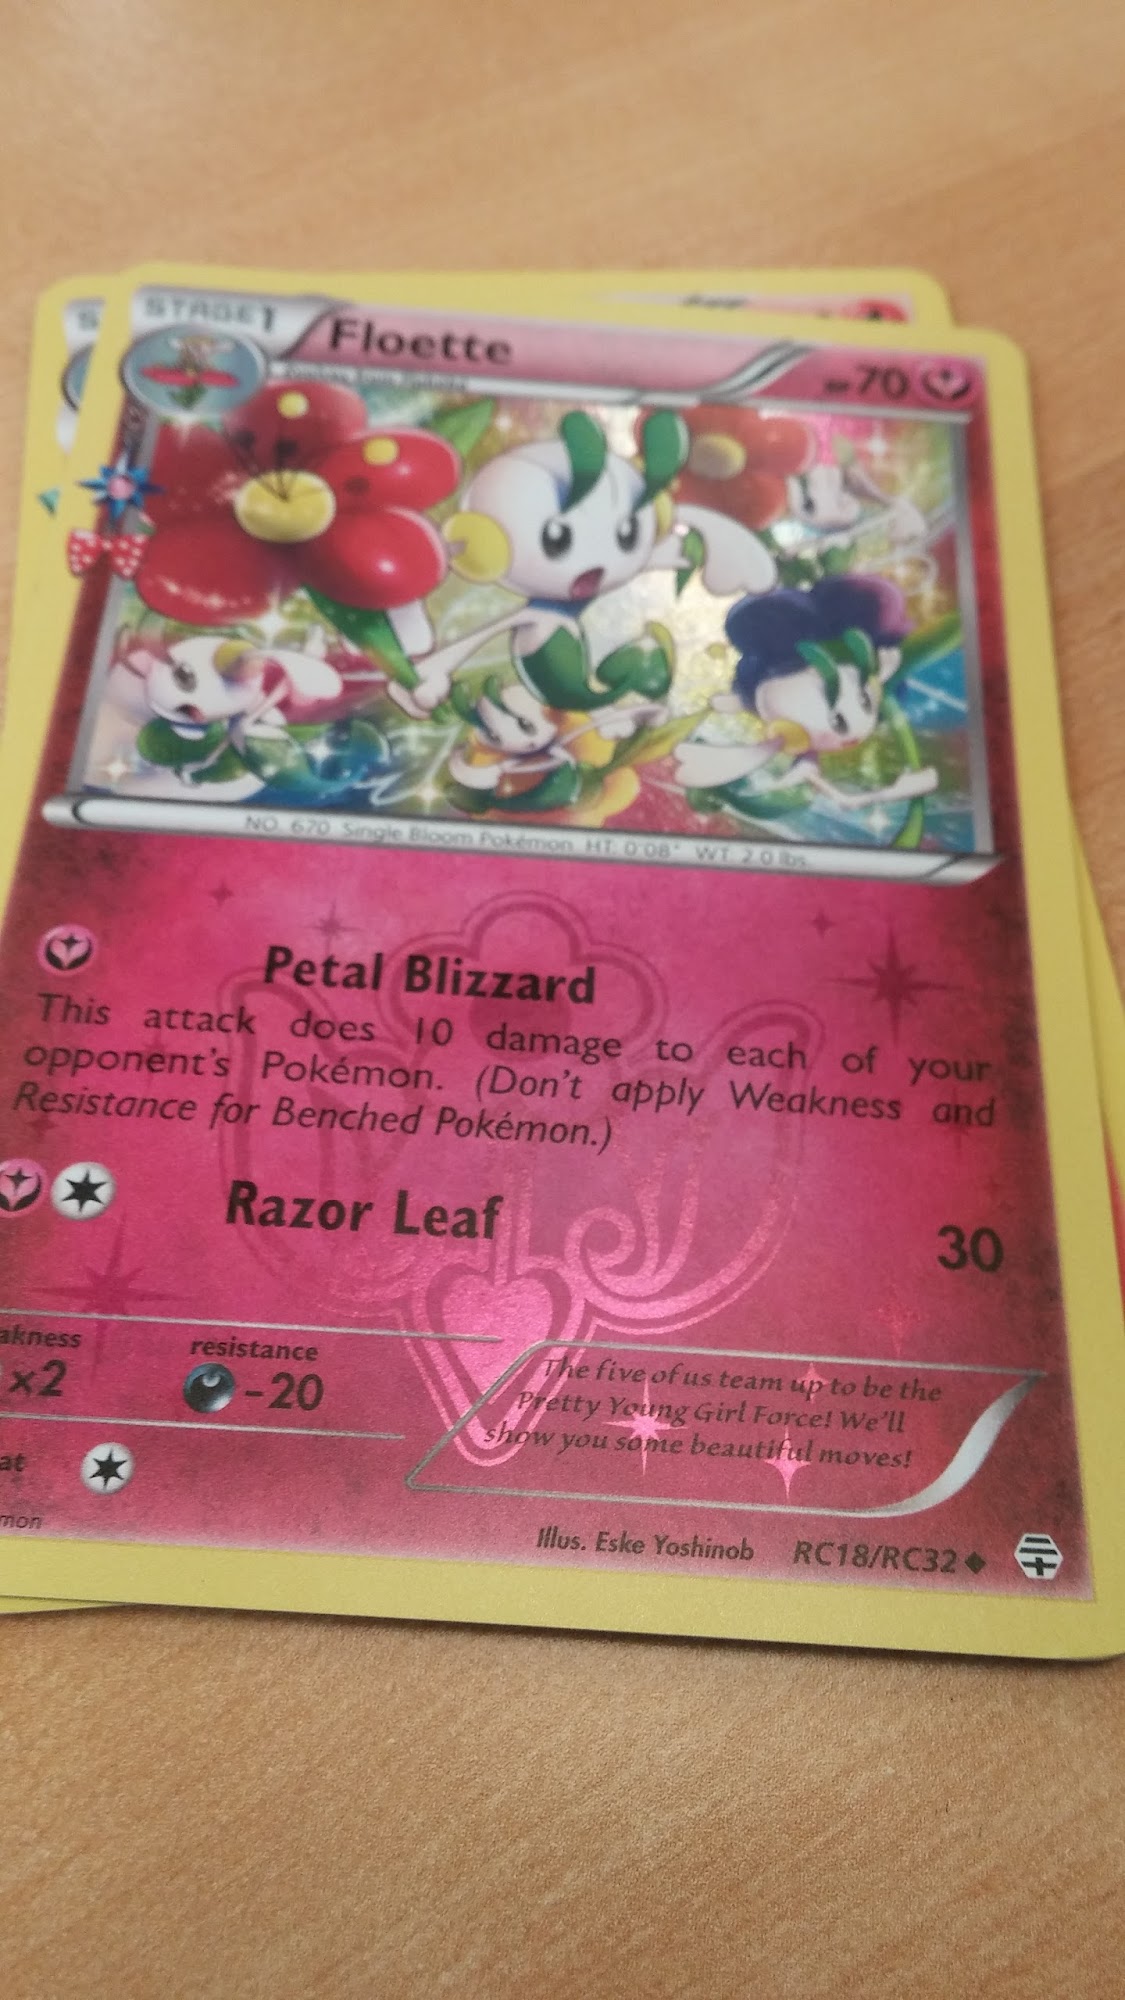 STAGE1
Floette
HP 70
NO. 670 Single Bloom Pokémon HT: 0'08" WT: 2.0 lbs.
Petal Blizzard
This attack does 10 damage to each of your
opponent's Pokémon. (Don't apply Weakness and
Resistance for Benched Pokémon.)
Razor Leaf 30
akness resistance
x2 -20
at
mon
The five of us team up to be the
Pretty Young Girl Force! We'll
show you some beautiful moves!
Illus. Eske Yoshinob RC18/RC32